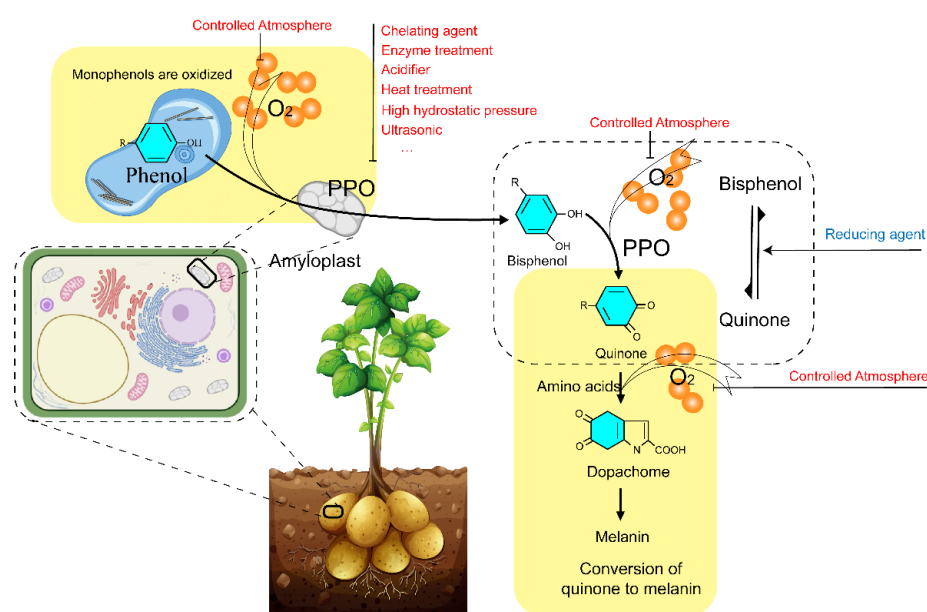 Controlled Atmosphere
Chelating agent
Enzyme treatment
Acidifier
Heat treatment
High hydrostatic pressure
Ultrasonic
...
Monophenols are oxidized
O₂
R
OH
Phenol
PPO
Amyloplast
Controlled Atmosphere
O₂
R
OH
OH
Bisphenol
PPO
Bisphenol
Reducing agent
Quinone
R
O
O
Quinone
Amino acids
O₂
Controlled Atmosphere
O
O
N
COOH
Dopachome
Melanin
Conversion of
quinone to melanin